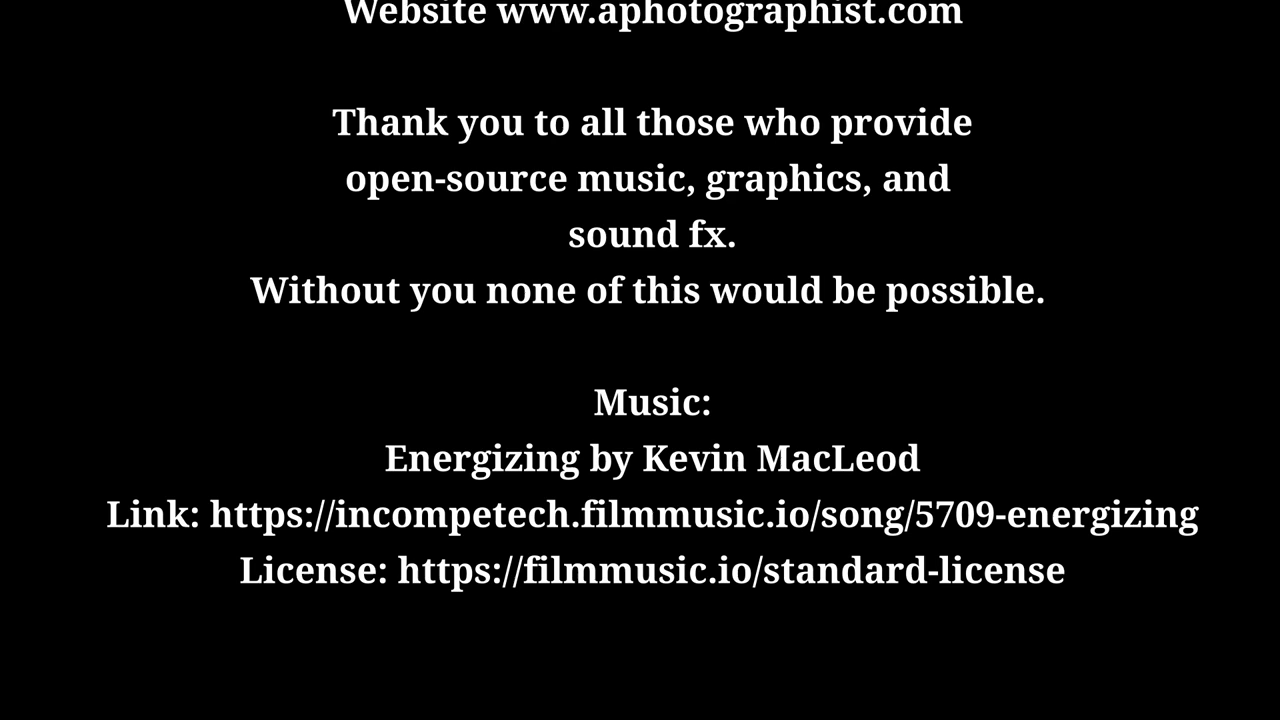 Website www.aphotographist.com
Thank you to all those who provide
open-source music, graphics, and
sound fx.
Without you none of this would be possible.
Music:
Energizing by Kevin MacLeod
Link: https://incompetech.filmmusic.io/song/5709-energizing
License: https://filmmusic.io/standard-license